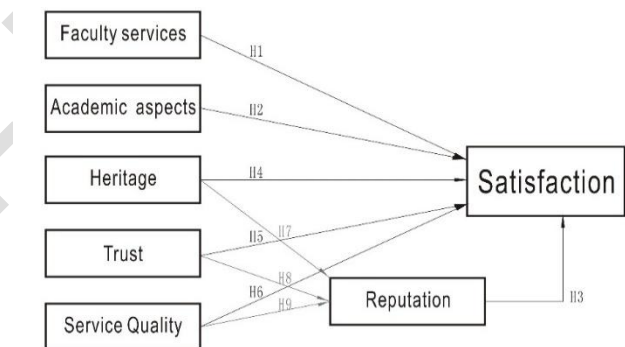 Faculty services
H1
Academic aspects
H2
Heritage
H4
Satisfaction
Trust
H5
H7
H8
H6
H9
Service Quality
Reputation
H3